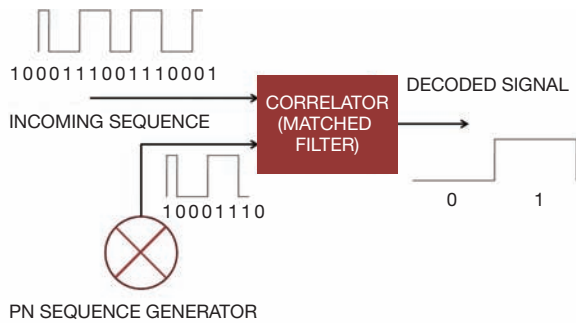 1000111001110001
INCOMING SEQUENCE
CORRELATOR
(MATCHED
FILTER)
DECODED SIGNAL
0 1
10001110
PN SEQUENCE GENERATOR